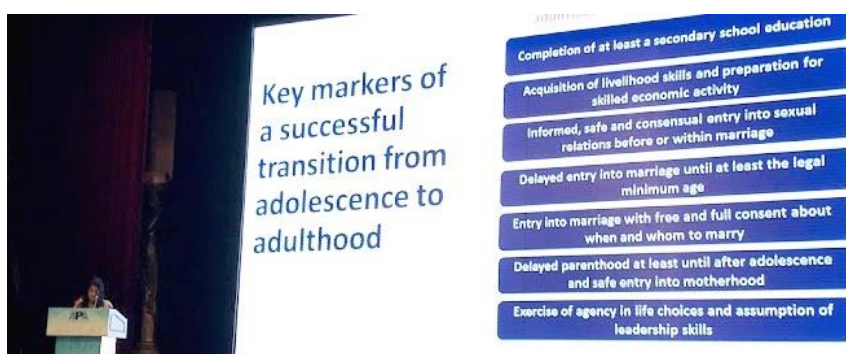 Key markers of
a successful
transition from
adolescence to
adulthood
Completion of at least a secondary school education
Acquisition of livelihood skills and preparation for
skilled economic activity
Informed, safe and consensual entry into sexual
relations before or within marriage
Delayed entry into marriage until at least the legal
minimum age
Entry into marriage with free and full consent about
when and whom to marry
Delayed parenthood at least until after adolescence
and safe entry into motherhood
Exercise of agency in life choices and assumption of
leadership skills